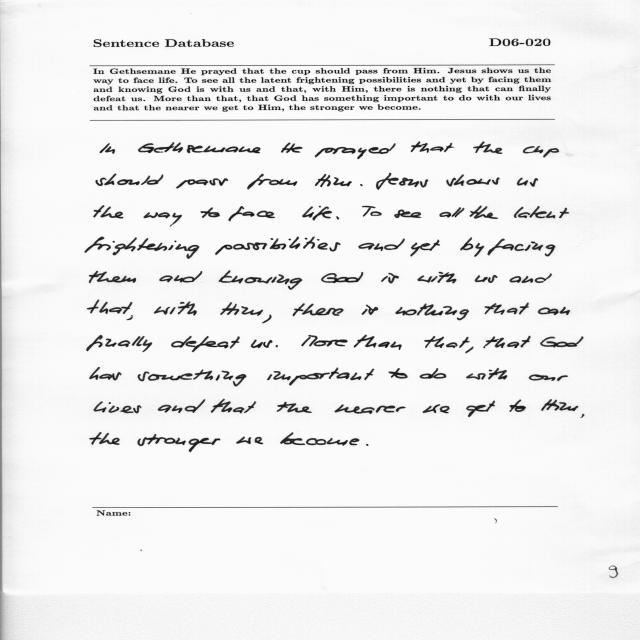 Sentence Database D06-020
In Gethsemane He prayed that the cup should pass from Him. Jesus shows us the
way to face life. To see all the latent frightening possibilities and yet by facing them
and knowing God is with us and that, with Him, there is nothing that can finally
defeat us. More than that, that God has something important to do with our lives
and that the nearer we get to Him, the stronger we become.
In Gethsemane He prayed that the cup
should pass from Him. Jesus shows us
the way to face life. To see all the latent
frightening possibilities and yet by facing
them and knowing God is with us and
that, with Him, there is nothing that can
finally defeat us. More than that, that God
has something important to do with our
lives and that the nearer we get to Him,
the stronger we become.
Name:
9